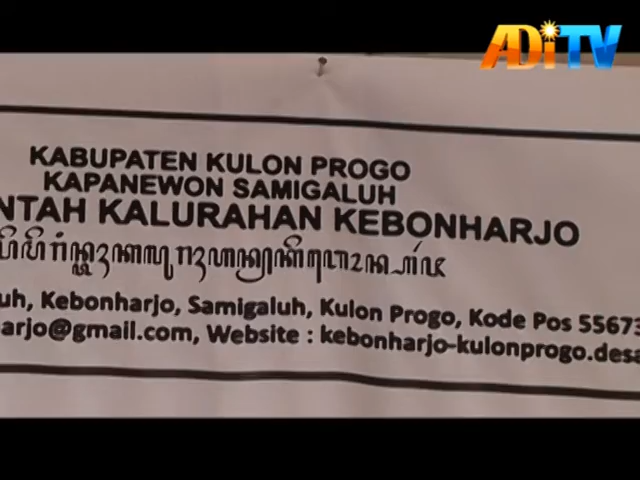 ADiTV
KABUPATEN KULON PROGO
KAPANEWON SAMIGALUH
NTAH KALURAHAN KEBONHARJO
uh, Kebonharjo, Samigaluh, Kulon Progo, Kode Pos 55673
arjo@gmail.com, Website : kebonharjo-kulonprogo.desa